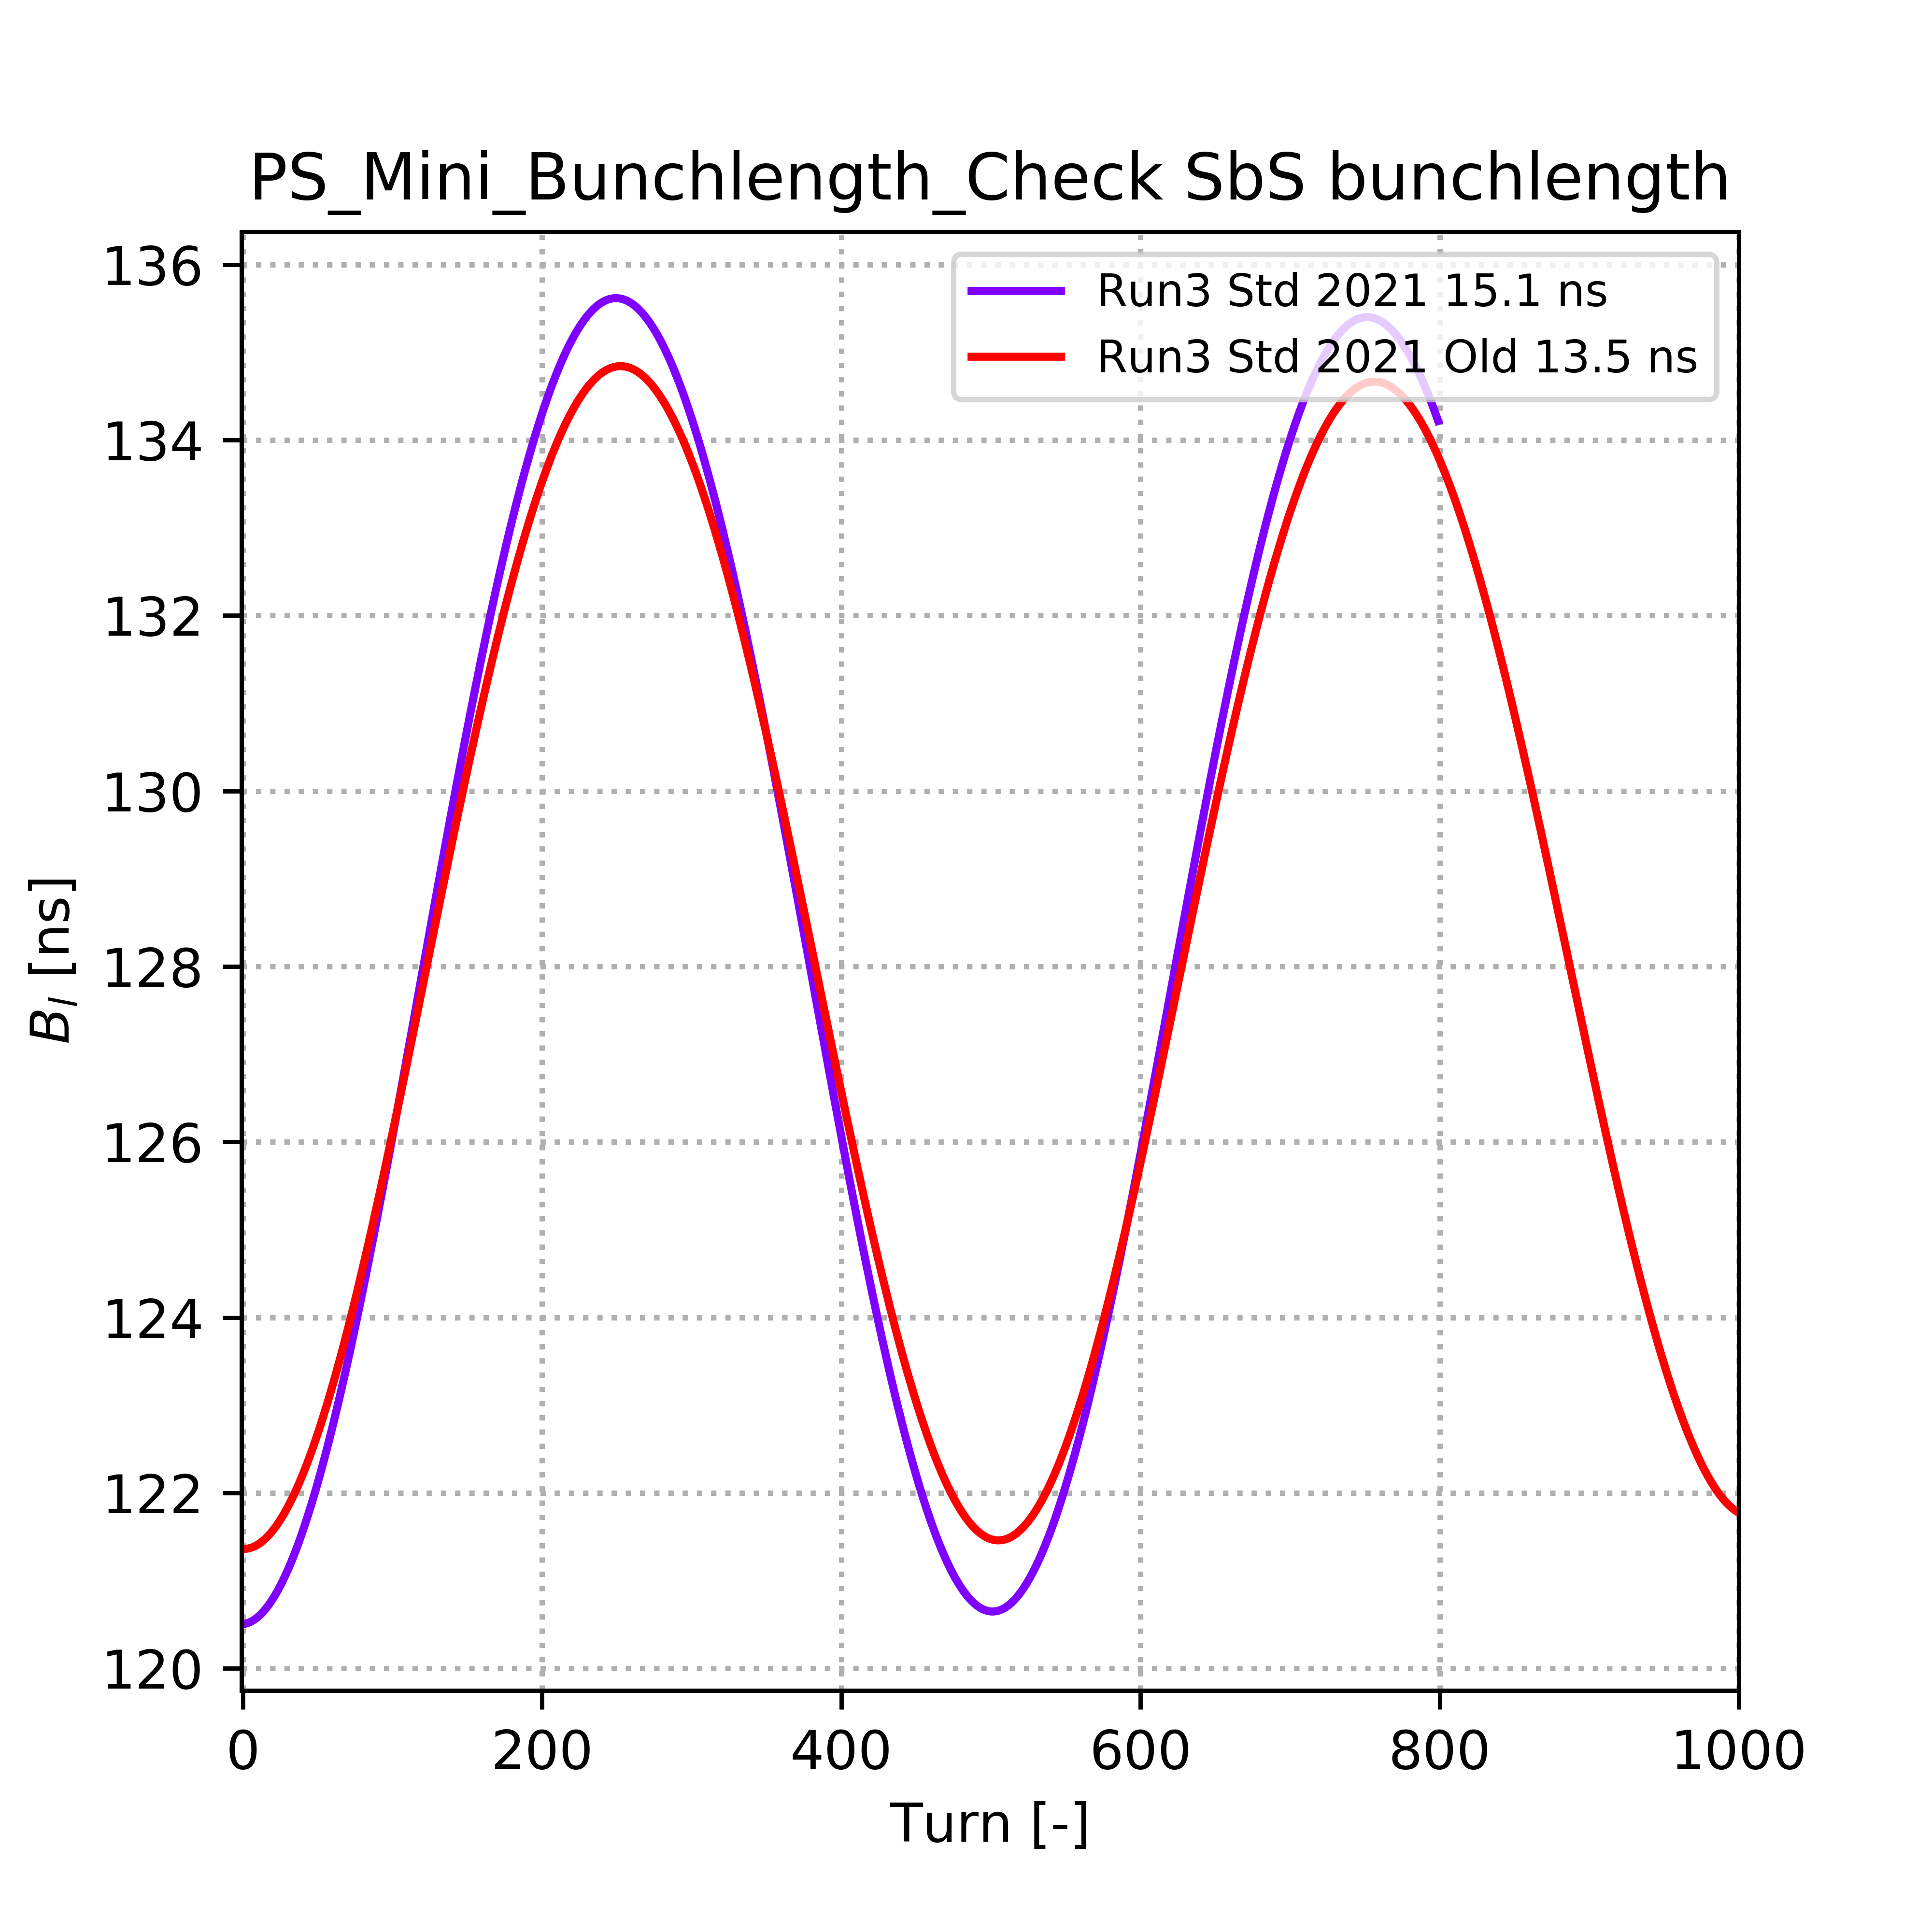 PS_Mini_Bunchlength_Check SbS bunchlength
Run3 Std 2021 15.1 ns
Run3 Std 2021 Old 13.5 ns
136
134
132
130
128
126
124
122
120
B_l [ns]
0 200 400 600 800 1000
Turn [-]